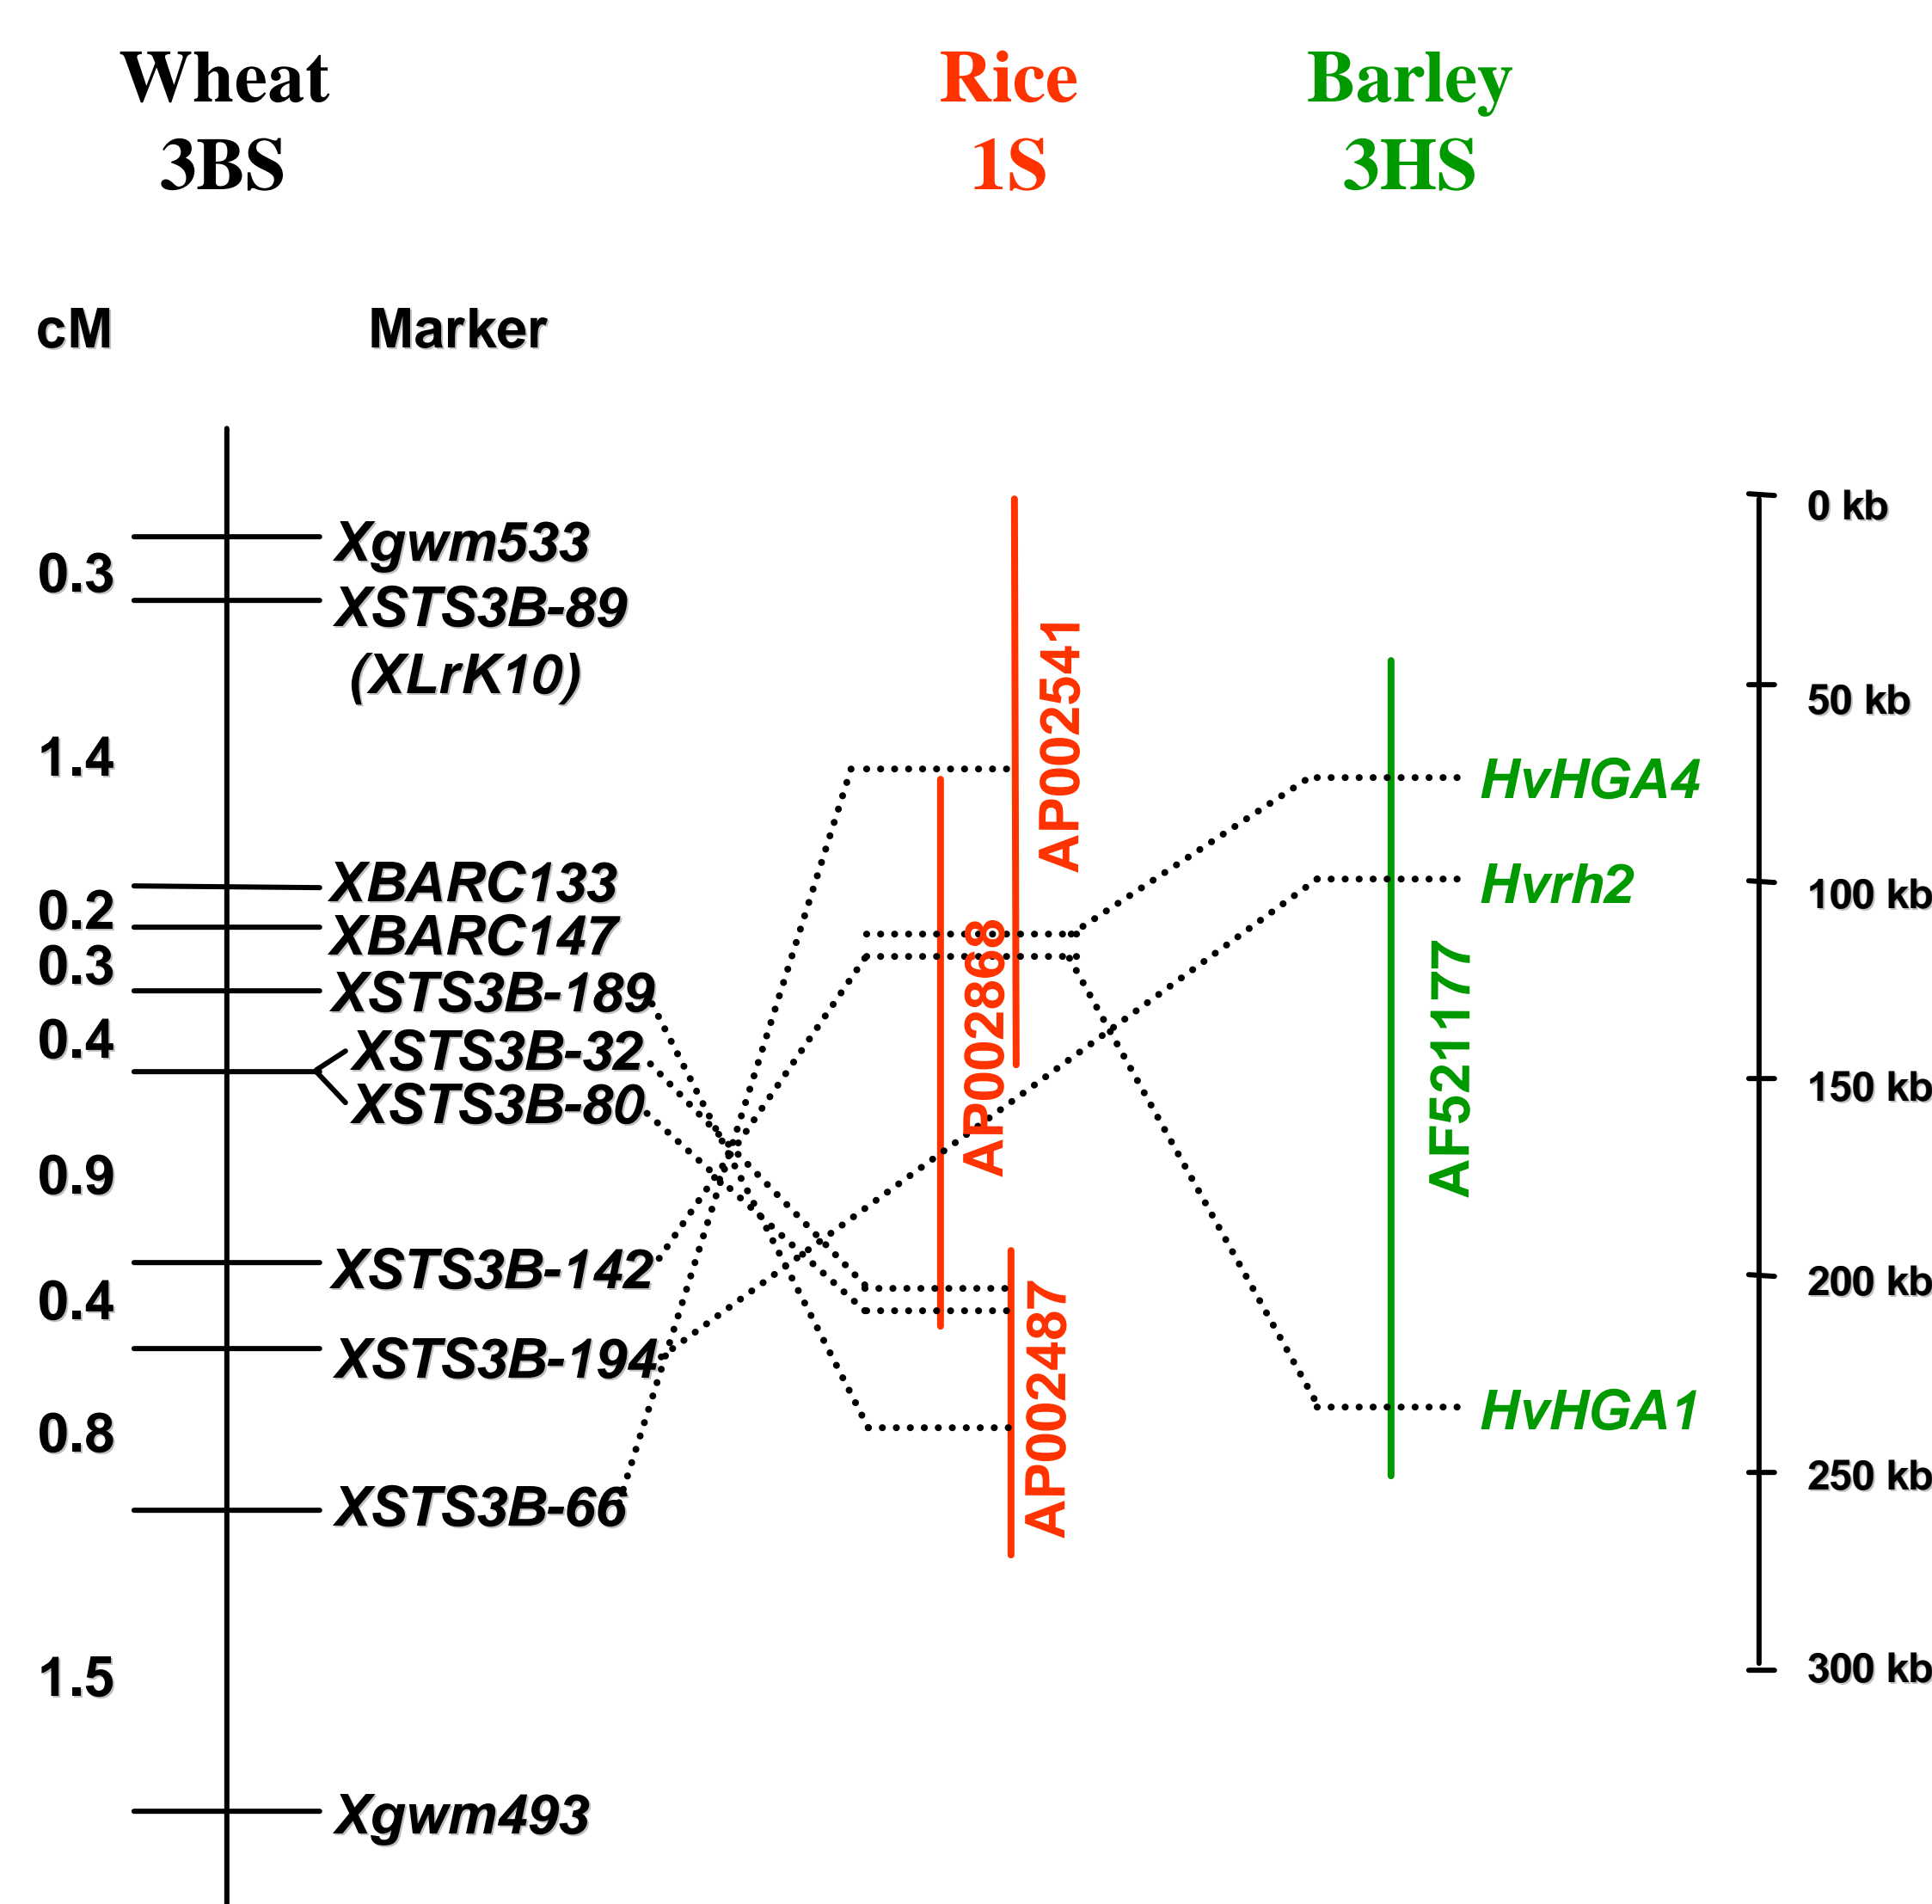 Wheat
3BS
Rice
1S
Barley
3HS
cM
Marker
Xgwm533
0.3
XSTS3B-89
(XLrK10)
1.4
XBARC133
0.2
XBARC147
0.3
XSTS3B-189
0.4
XSTS3B-32
XSTS3B-80
0.9
XSTS3B-142
0.4
XSTS3B-194
0.8
XSTS3B-66
1.5
Xgwm493
AP002541
AP002868
AP002487
AF521177
HvHGA4
Hvrh2
HvHGA1
0 kb
50 kb
100 kb
150 kb
200 kb
250 kb
300 kb